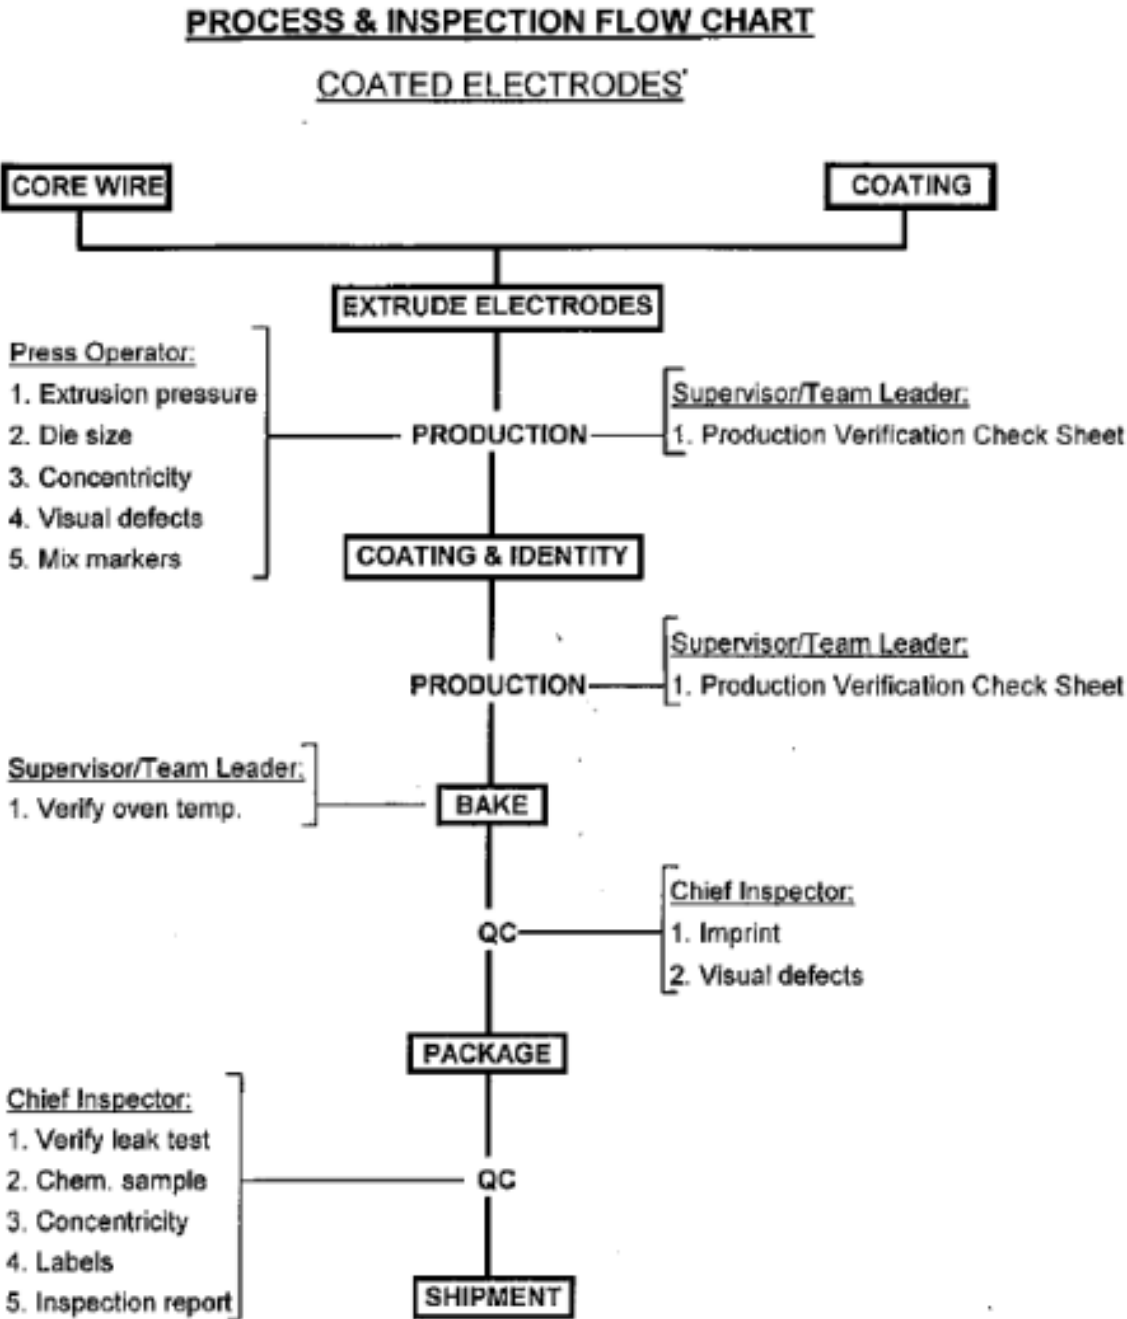 PROCESS & INSPECTION FLOW CHART
COATED ELECTRODES
CORE WIRE
COATING
EXTRUDE ELECTRODES
Press Operator:
1. Extrusion pressure
2. Die size
3. Concentricity
4. Visual defects
5. Mix markers
PRODUCTION
Supervisor/Team Leader:
1. Production Verification Check Sheet
COATING & IDENTITY
PRODUCTION
Supervisor/Team Leader:
1. Production Verification Check Sheet
Supervisor/Team Leader:
1. Verify oven temp.
BAKE
QC
Chief Inspector:
1. Imprint
2. Visual defects
PACKAGE
Chief Inspector:
1. Verify leak test
2. Chem. sample
3. Concentricity
4. Labels
5. Inspection report
QC
SHIPMENT